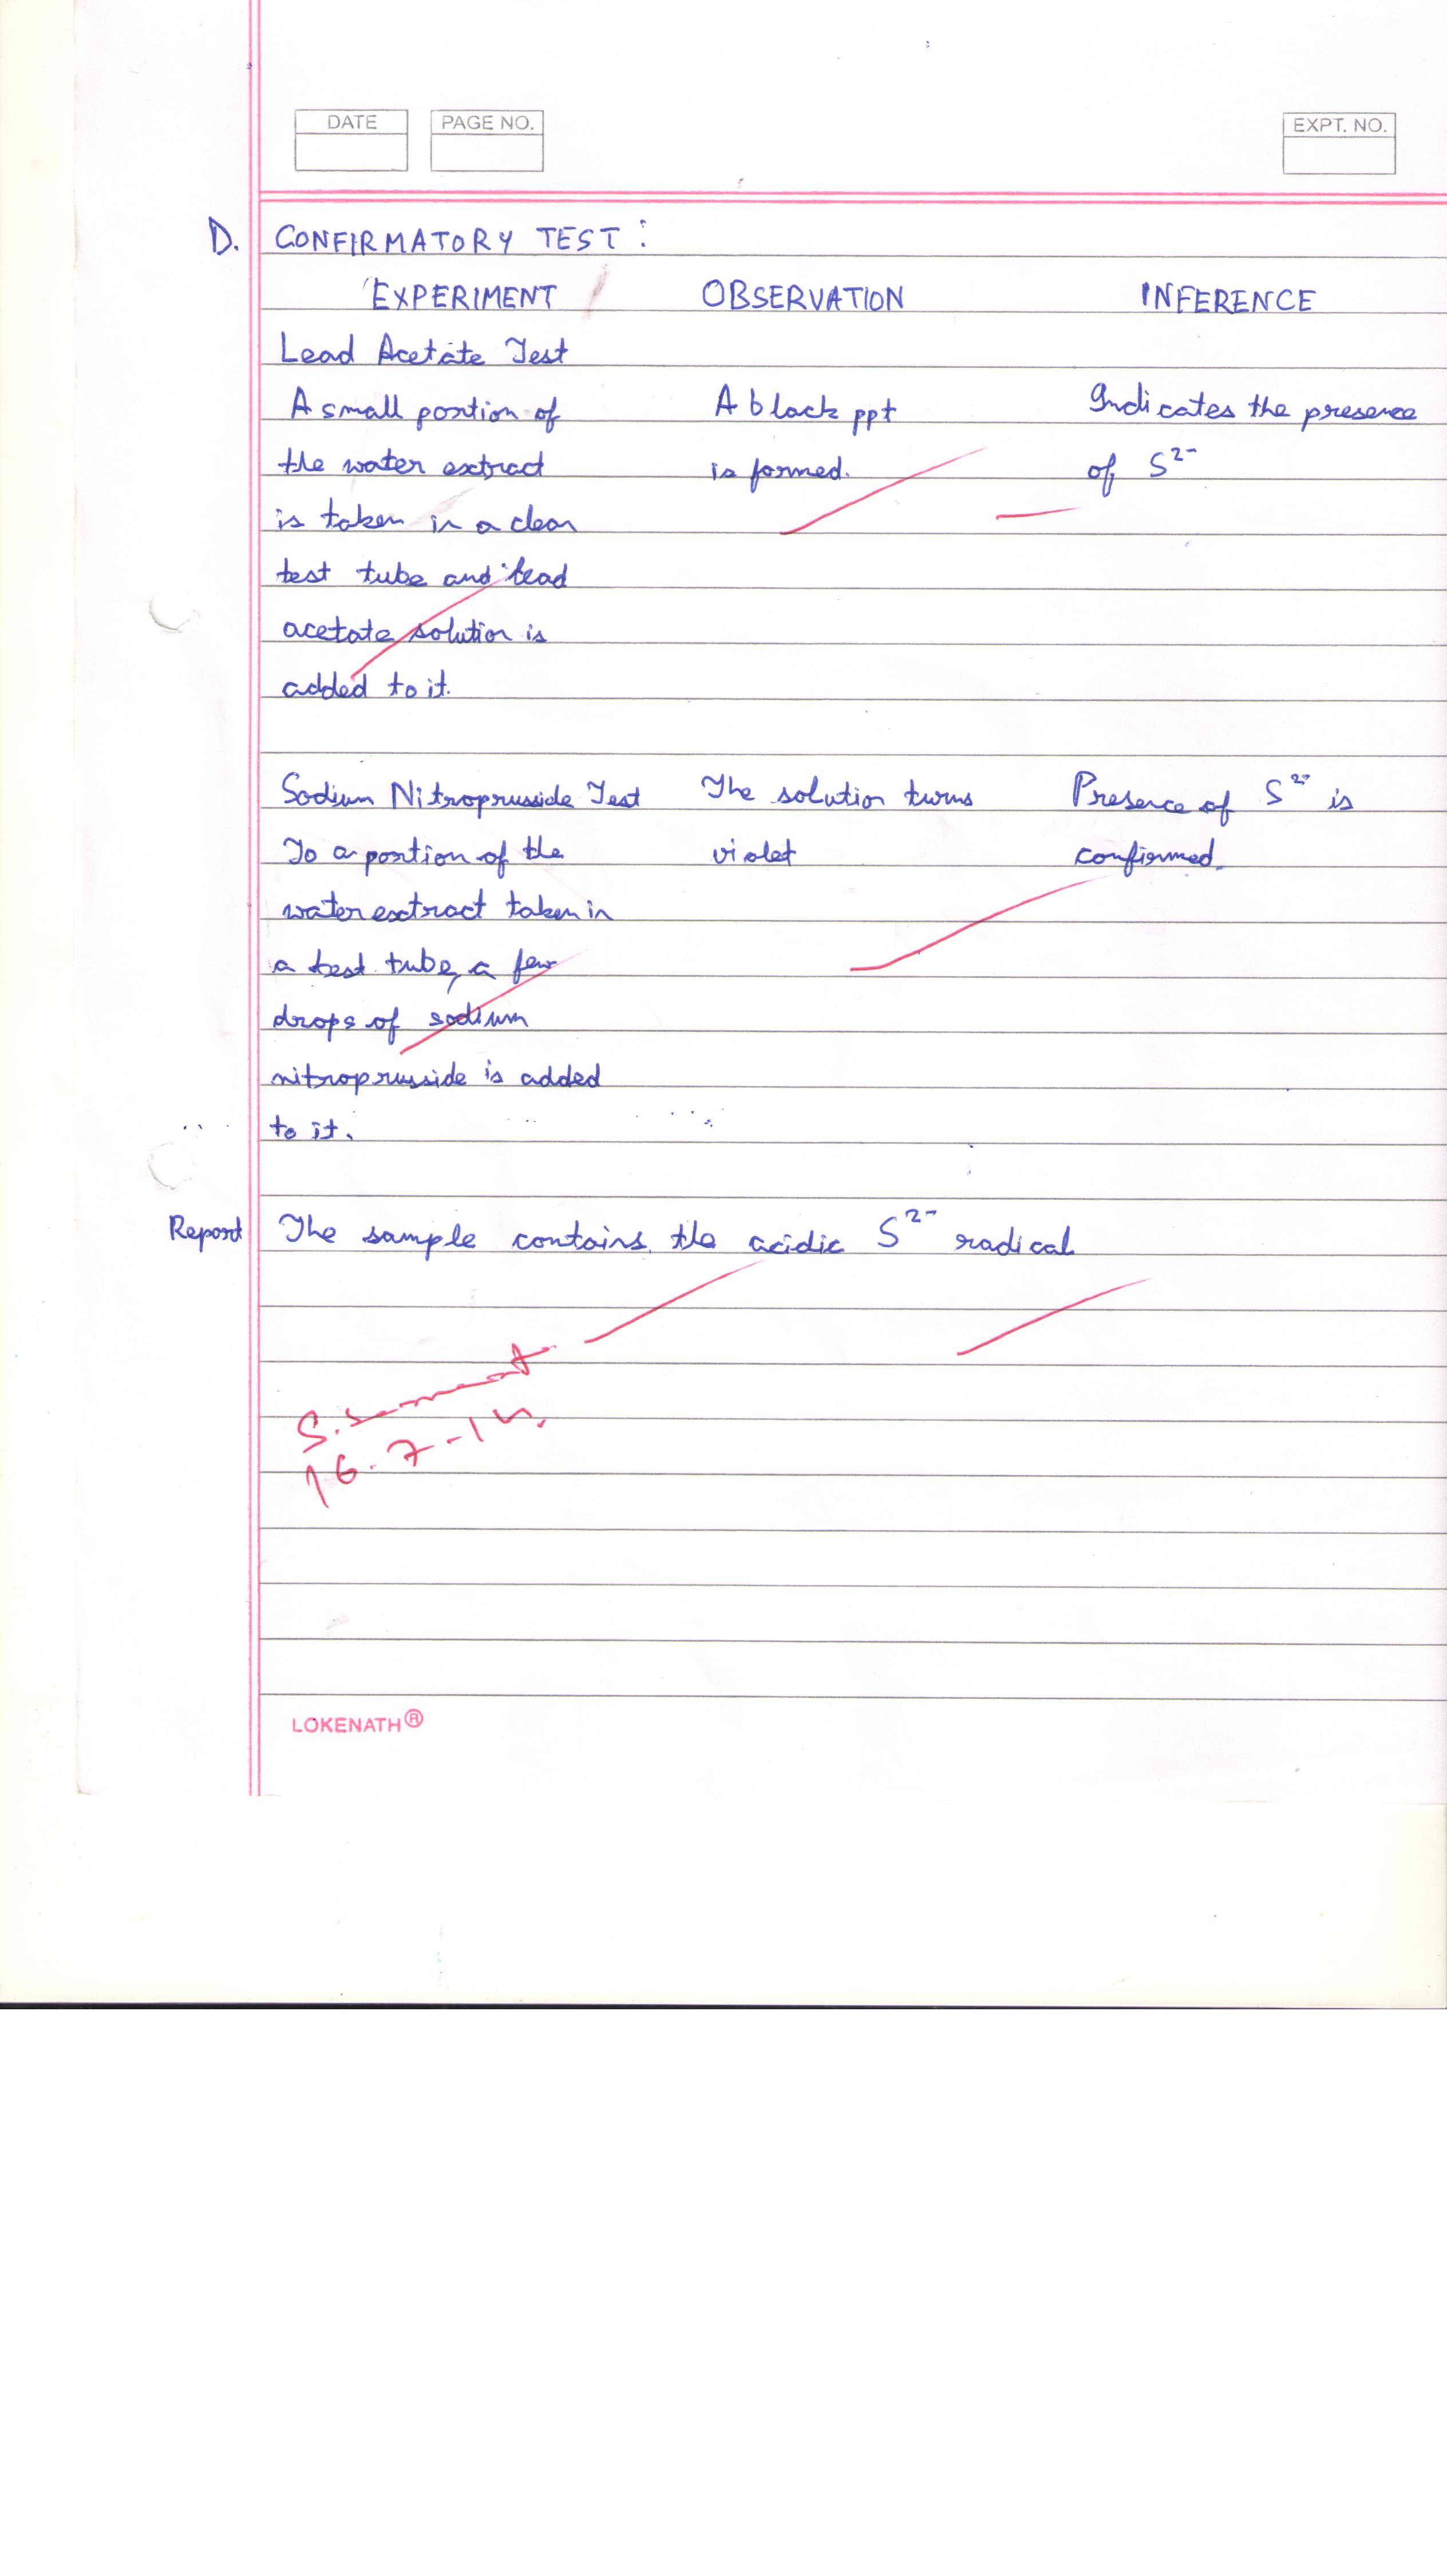 DATE PAGE NO. EXPT. NO.
D. CONFIRMATORY TEST :
EXPERIMENT OBSERVATION INFERENCE
Lead Acetate Test
A small portion of A black ppt Indicates the presence
the water extract is formed. of S²⁻
is taken in a clean
test tube and lead
acetate solution is
added to it.
Sodium Nitroprusside Test The solution turns Presence of S²⁻ is
To a portion of the violet confirmed.
water extract taken in
a test tube, a few
drops of sodium
nitroprusside is added
to it.
Report The sample contains the acidic S²⁻ radical
16.7-14.
LOKENATH®